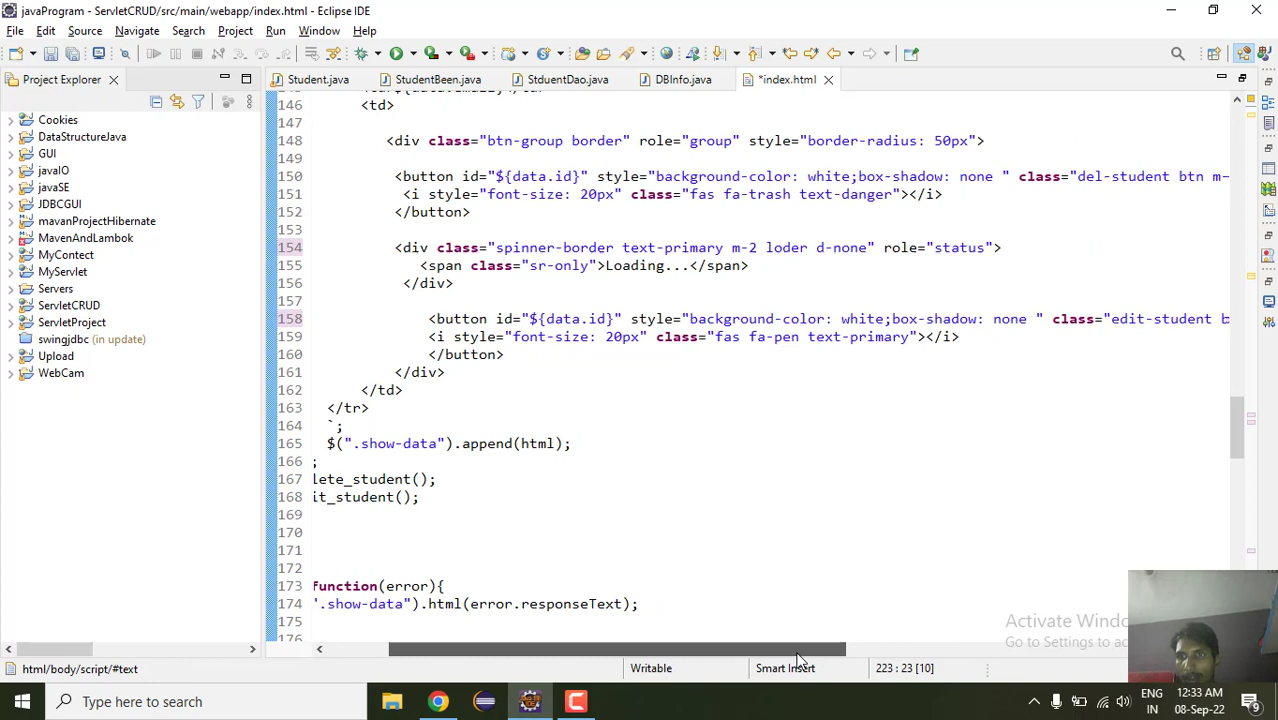 javaProgram - ServletCRUD/src/main/webapp/index.html - Eclipse IDE
File Edit Source Navigate Search Project Run Window Help
Project Explorer
Student.java StudentBeen.java StduentDao.java DBInfo.java *index.html
Cookies
DataStructureJava
GUI
javaIO
javaSE
JDBCGUI
mavanProjectHibernate
MavenAndLambok
MyContect
MyServlet
Servers
ServletCRUD
ServletProject
swingjdbc (in update)
Upload
WebCam
146 <td>
147
148 <div class="btn-group border" role="group" style="border-radius: 50px">
149
150 <button id="${data.id}" style="background-color: white;box-shadow: none " class="del-student btn m-
151 <i style="font-size: 20px" class="fas fa-trash text-danger"></i>
152 </button>
153
154 <div class="spinner-border text-primary m-2 loder d-none" role="status">
155 <span class="sr-only">Loading...</span>
156 </div>
157
158 <button id="${data.id}" style="background-color: white;box-shadow: none " class="edit-student b
159 <i style="font-size: 20px" class="fas fa-pen text-primary"></i>
160 </button>
161 </div>
162 </td>
163 </tr>
164 `;
165 $(".show-data").append(html);
166 ;
167 lete_student();
168 it_student();
169
170
171
172
173 function(error){
174 ".show-data").html(error.responseText);
175
176
Activate Windo
Go to Settings to ac
html/body/script/#text Writable Smart Insert 223 : 23 [10]
Type here to search
ENG
IN
12:33 AM
08-Sep-22
9